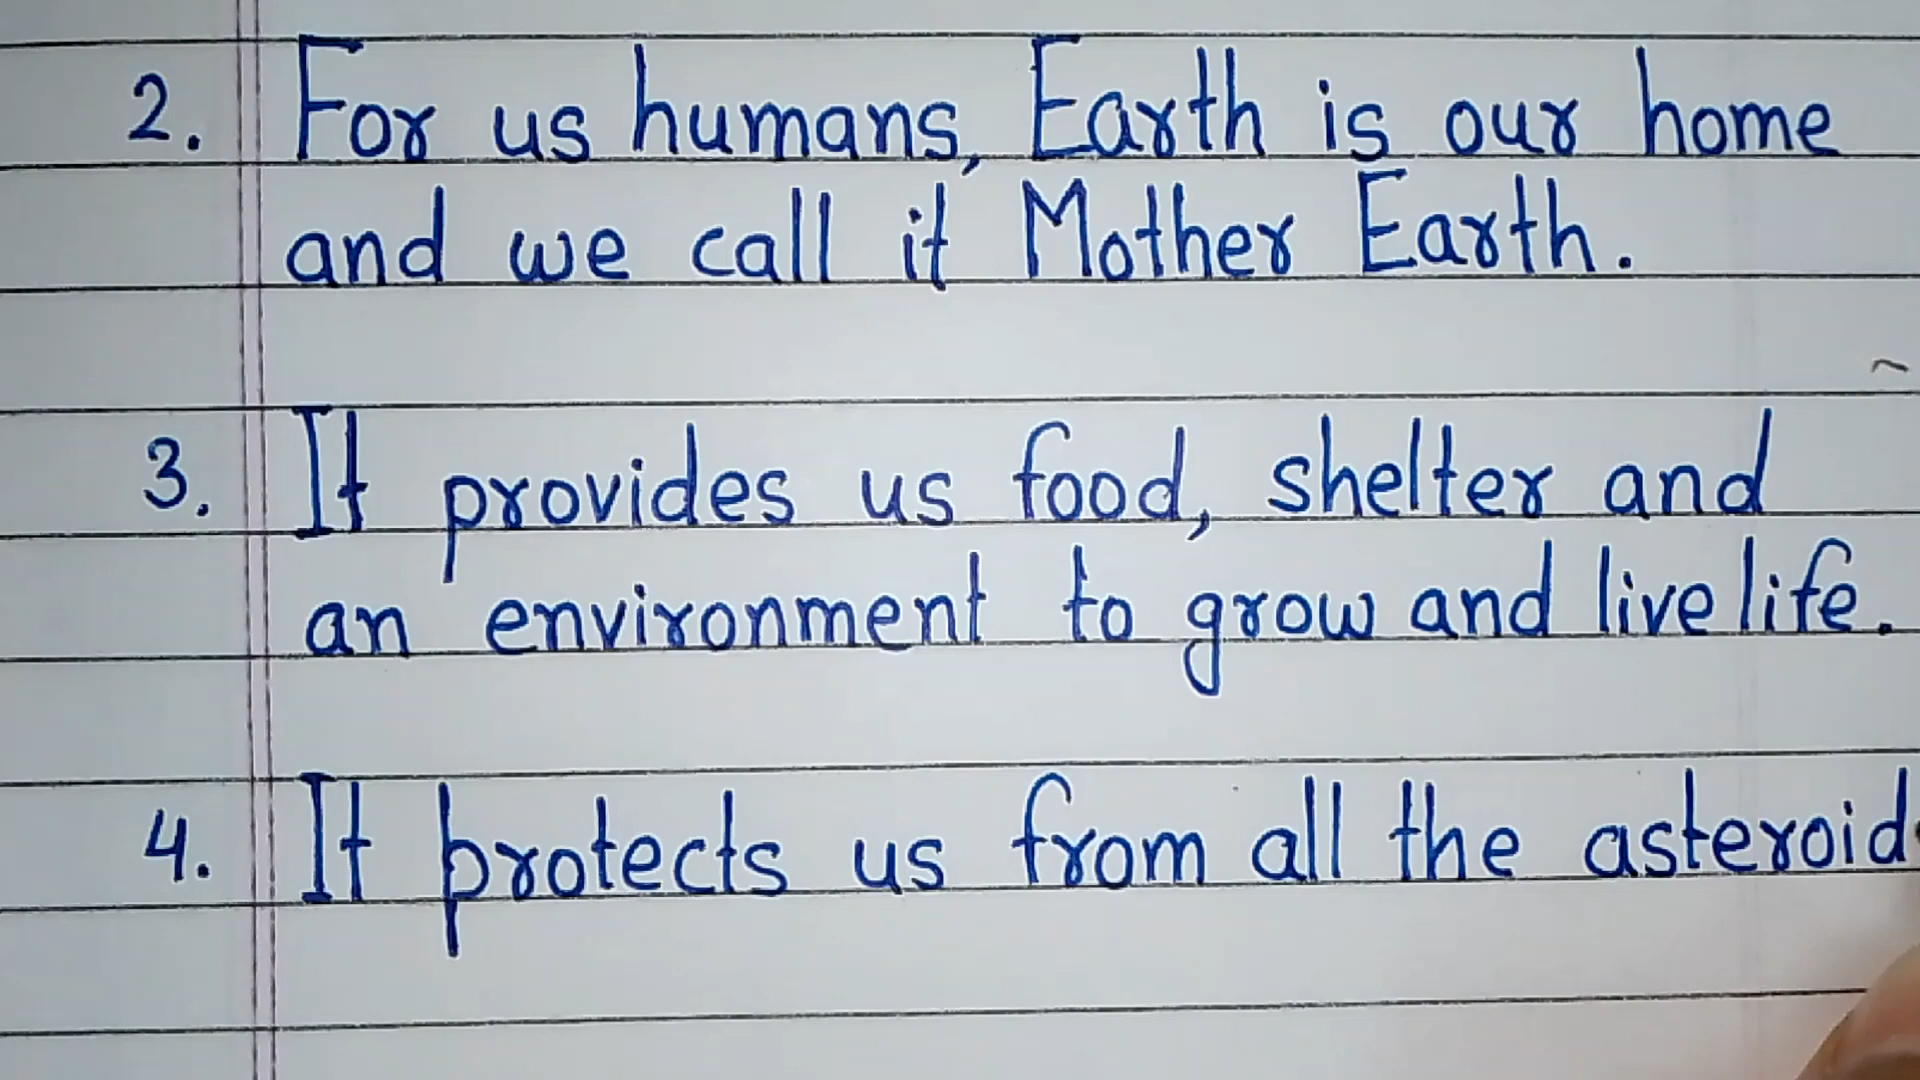 2. For us humans, Earth is our home
and we call it Mother Earth.
3. It provides us food, shelter and
an environment to grow and live life.
4. It protects us from all the asteroid